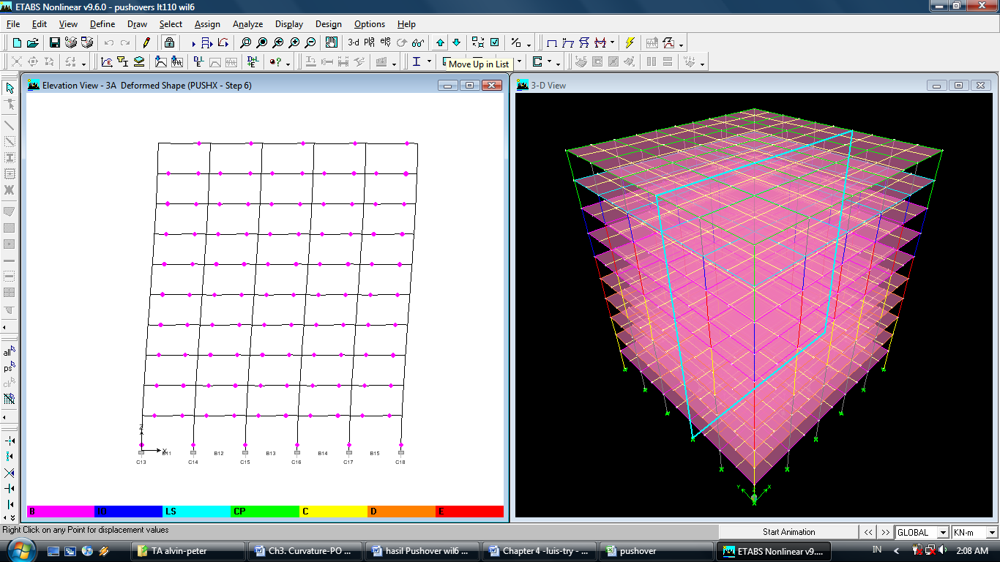 ETABS Nonlinear v9.6.0 - pushovers lt110 wil6
File Edit View Define Draw Select Assign Analyze Display Design Options Help
3-d
Move Up in List
Elevation View - 3A Deformed Shape (PUSHX - Step 6)
3-D View
all
ps
clr
Z
X
B11 B12 B13 B14 B15
C13 C14 C15 C16 C17 C18
B IO LS CP C D E
Y X
Right Click on any Point for displacement values
Start Animation << >> GLOBAL KN-m
TA alvin-peter
Ch3. Curvature-PO ...
hasil Pushover wil6 ...
Chapter 4 -luis-try - ...
pushover
ETABS Nonlinear v9....
IN < 2:08 AM